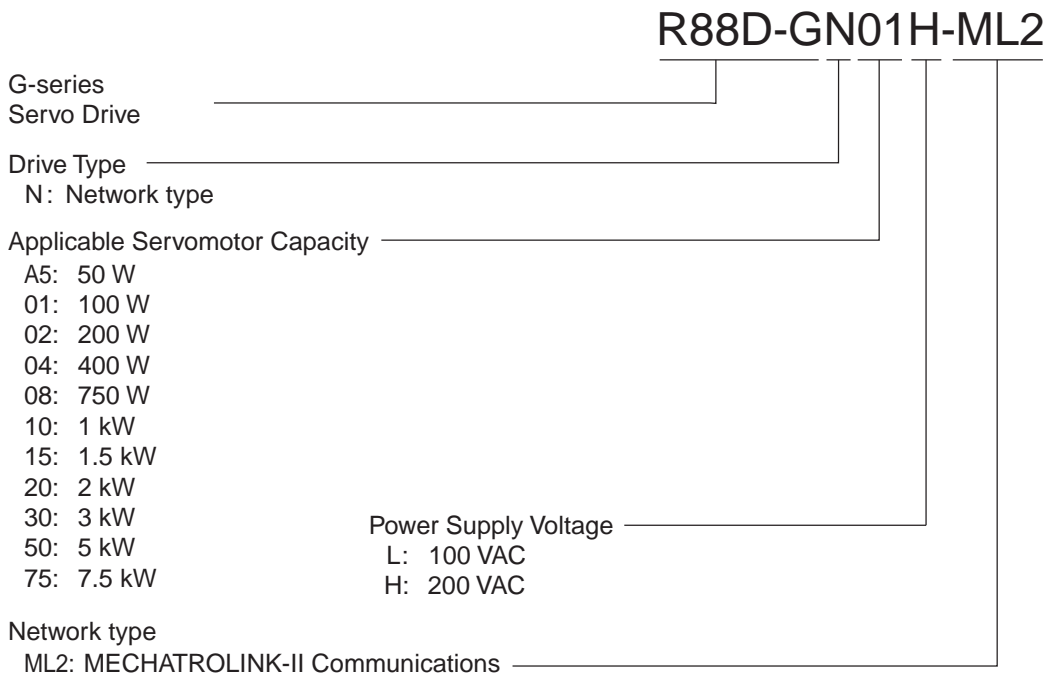 R88D-GN01H-ML2
G-series
Servo Drive
Drive Type
N: Network type
Applicable Servomotor Capacity
A5: 50 W
01: 100 W
02: 200 W
04: 400 W
08: 750 W
10: 1 kW
15: 1.5 kW
20: 2 kW
30: 3 kW
50: 5 kW
75: 7.5 kW
Power Supply Voltage
L: 100 VAC
H: 200 VAC
Network type
ML2: MECHATROLINK-II Communications